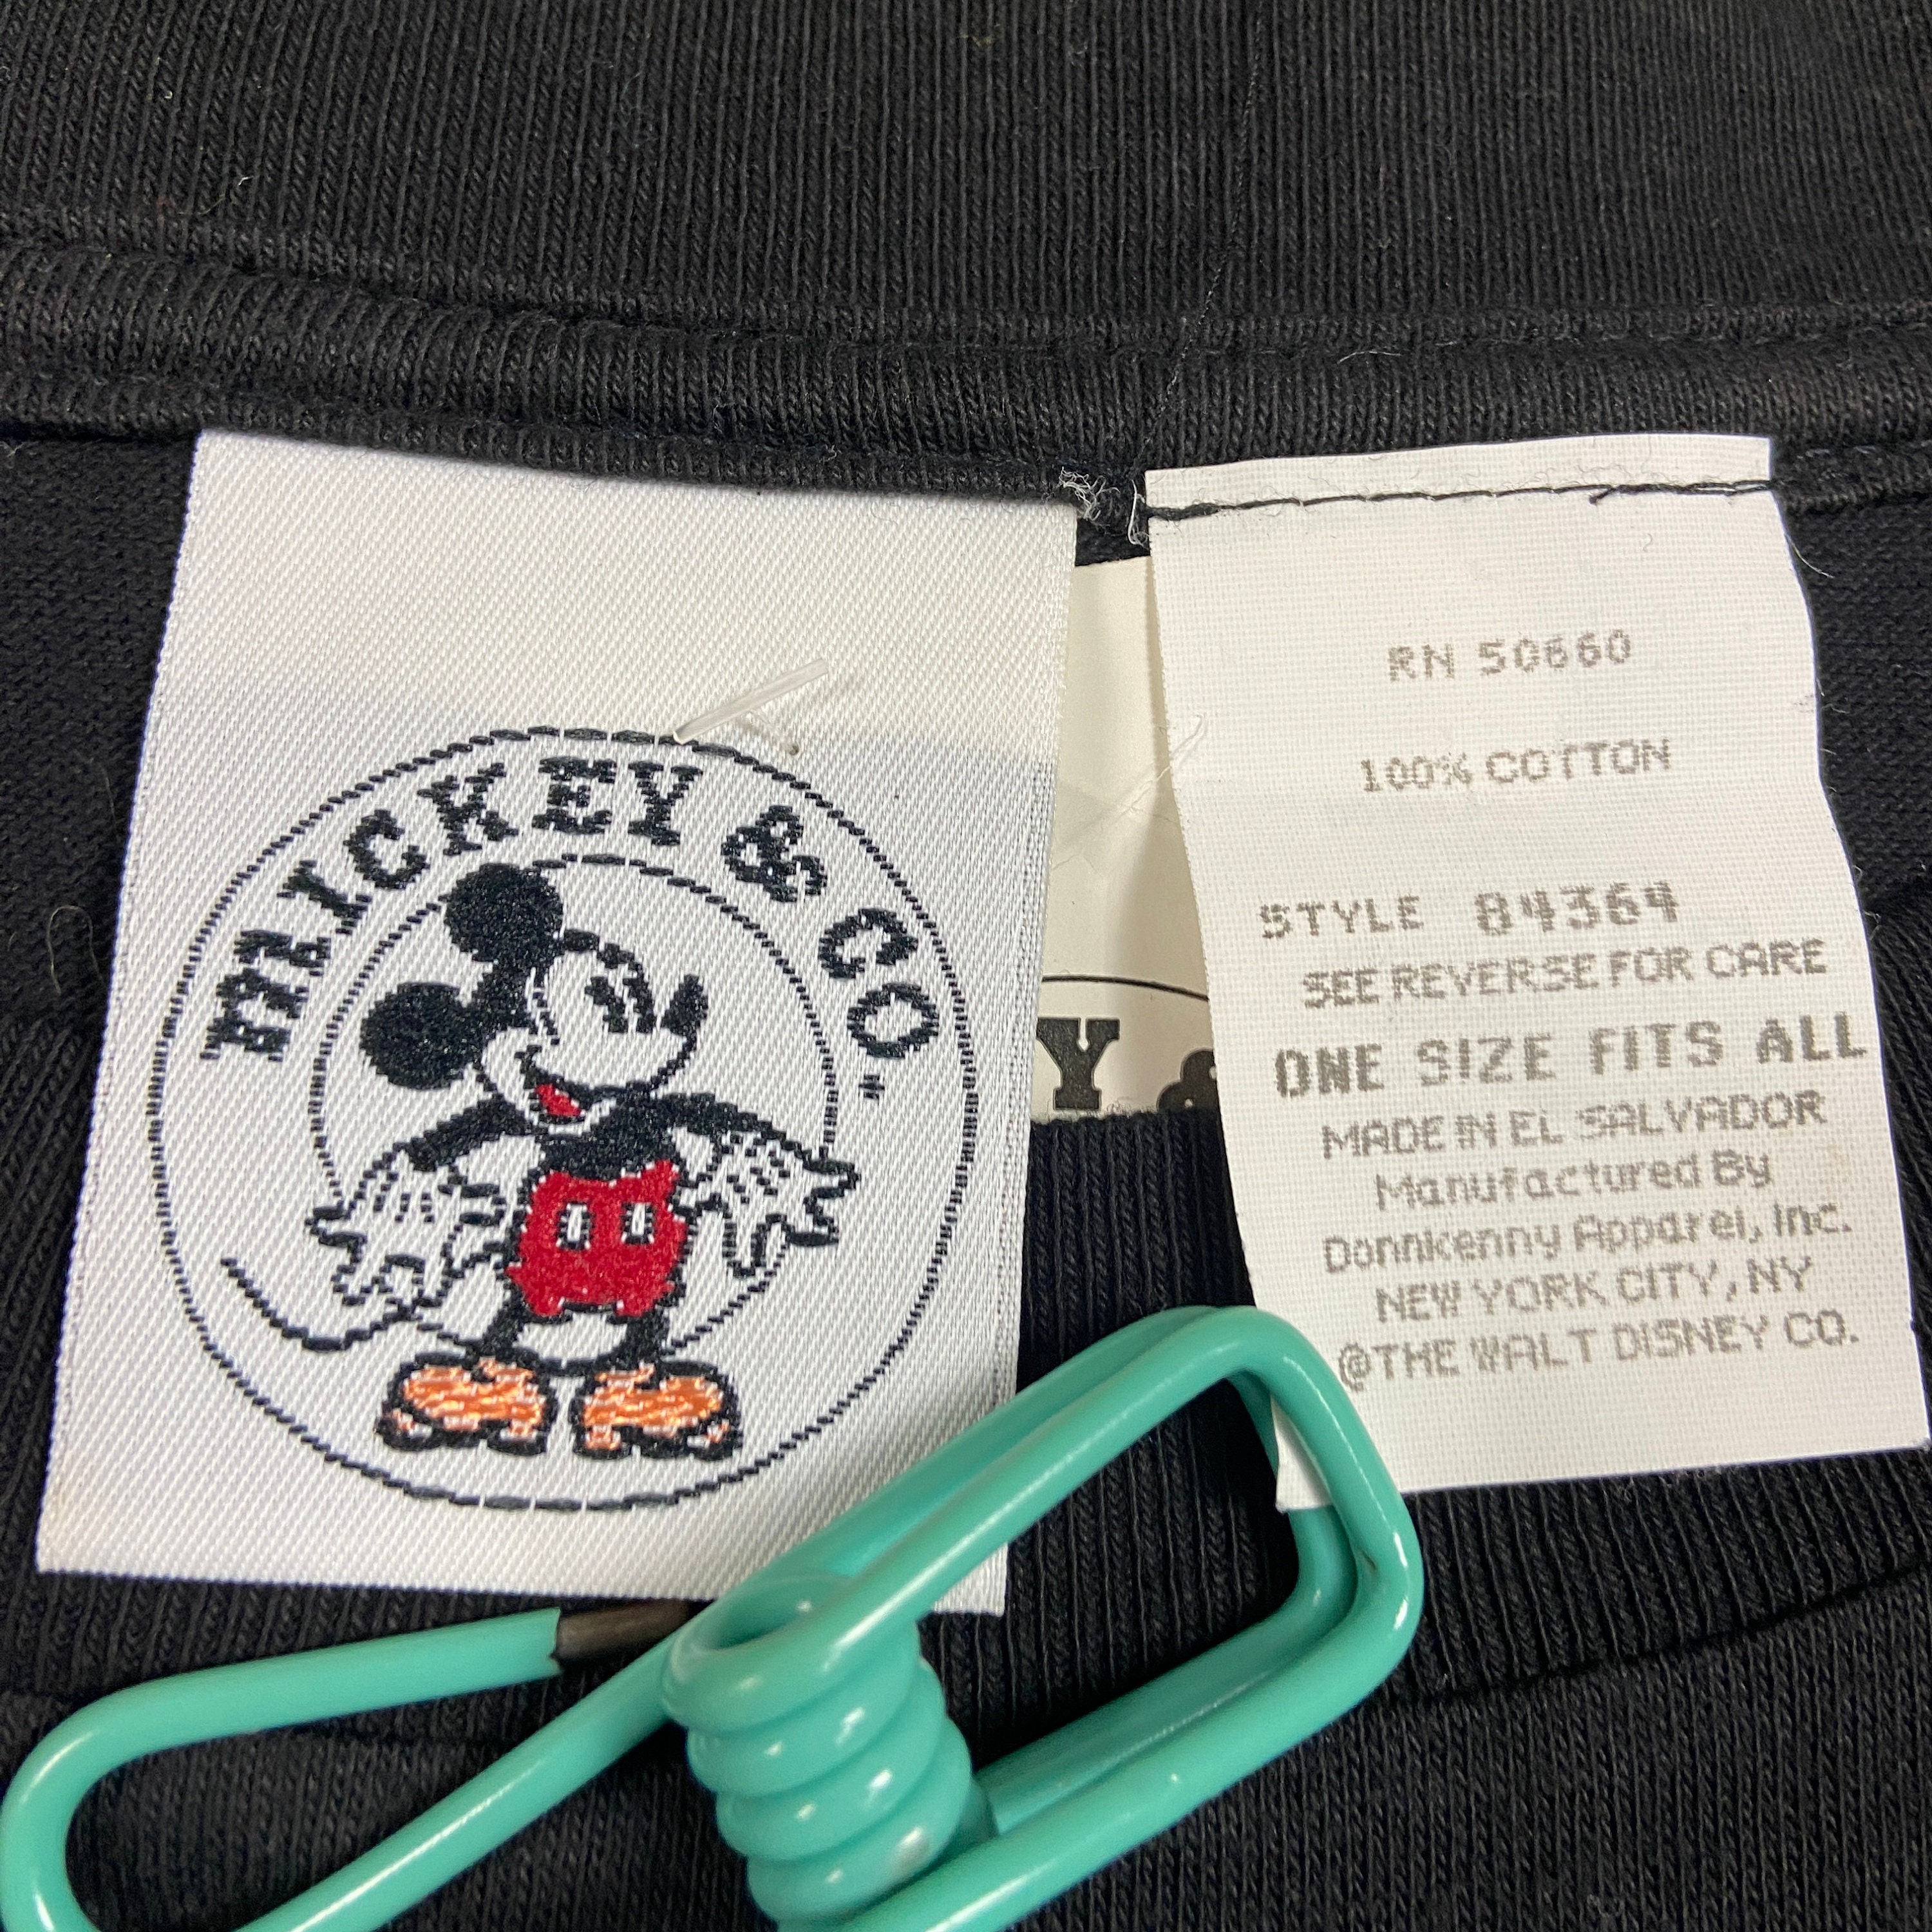 MICKEY & CO.
Y &
RN 50660
100% COTTON
STYLE 84364
SEE REVERSE FOR CARE
ONE SIZE FITS ALL
MADE IN EL SALVADOR
Manufactured By
Donnkenny Apparel, Inc.
NEW YORK CITY, NY
@THE WALT DISNEY CO.